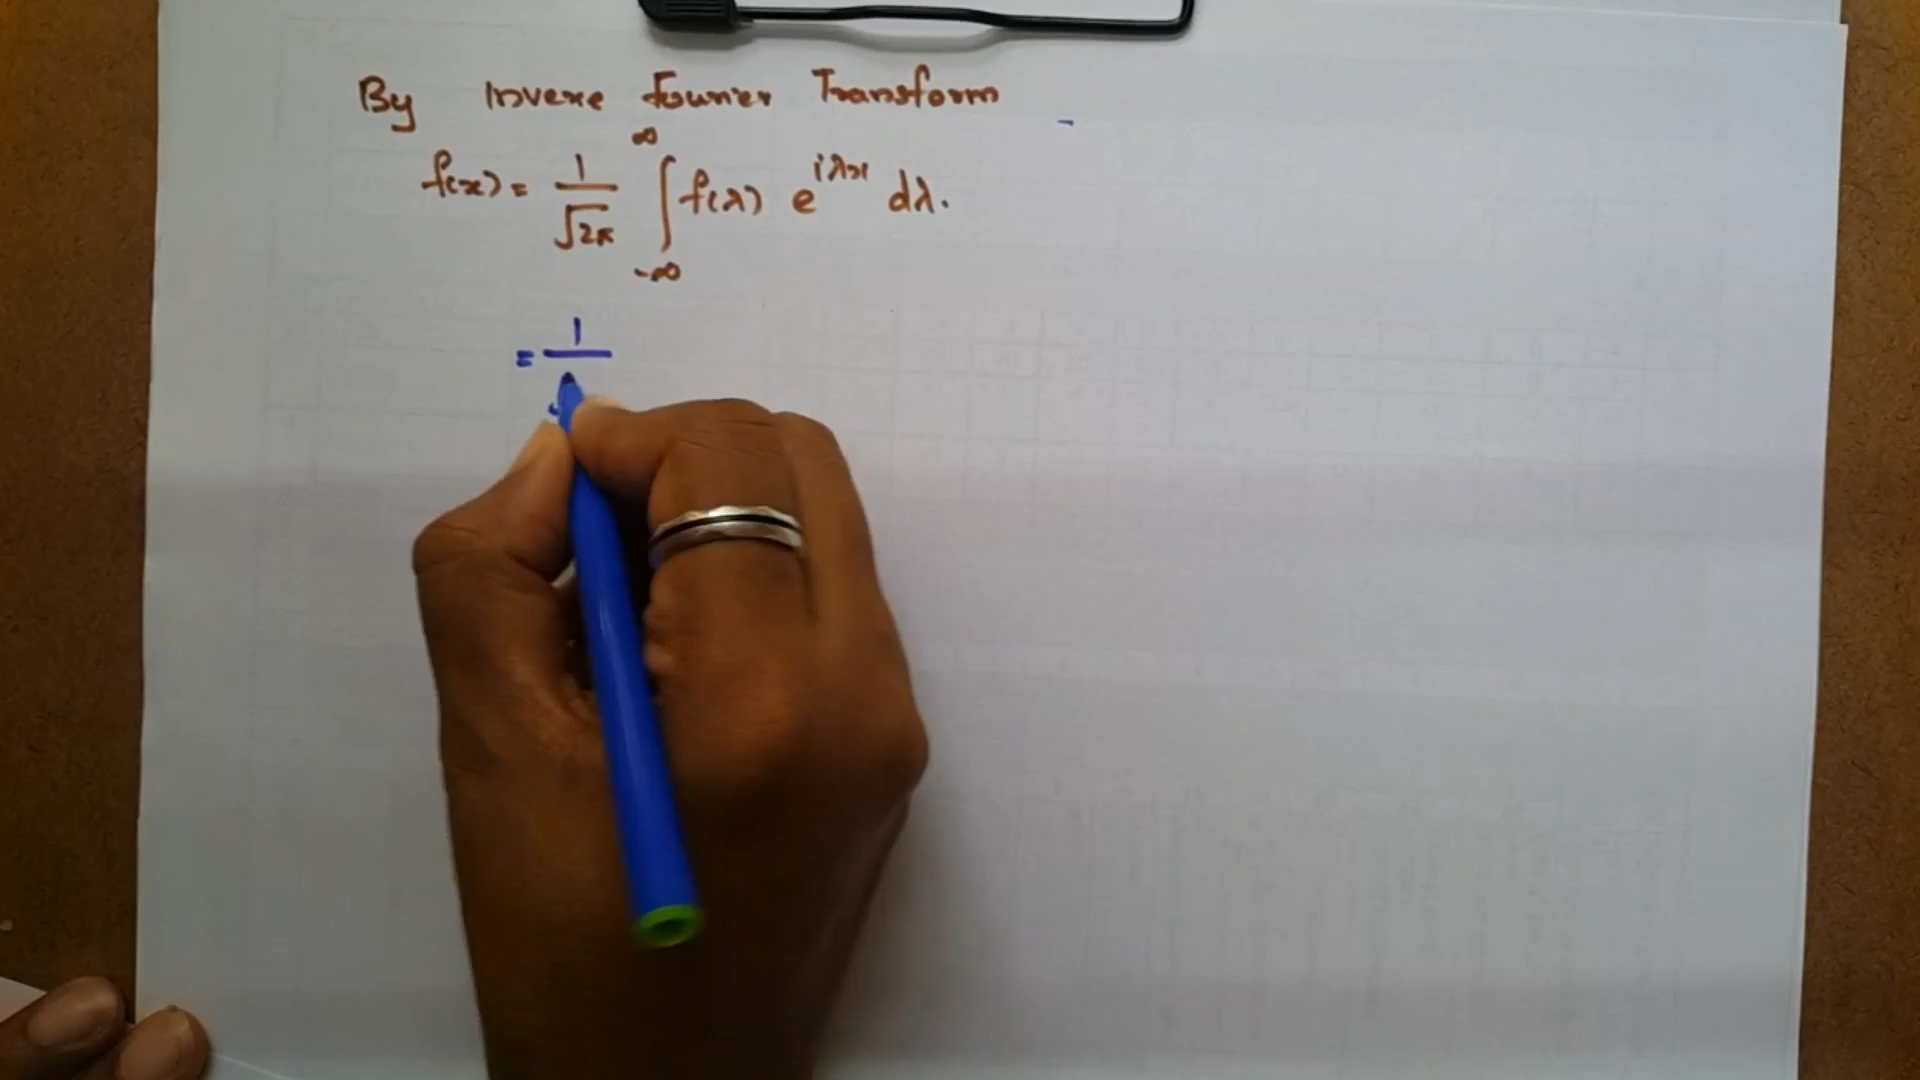 By Inverse Fourier Transform
f(x) = 1/√2π ∫_{-∞}^{∞} f(λ) e^{iλx} dλ.
= 1/